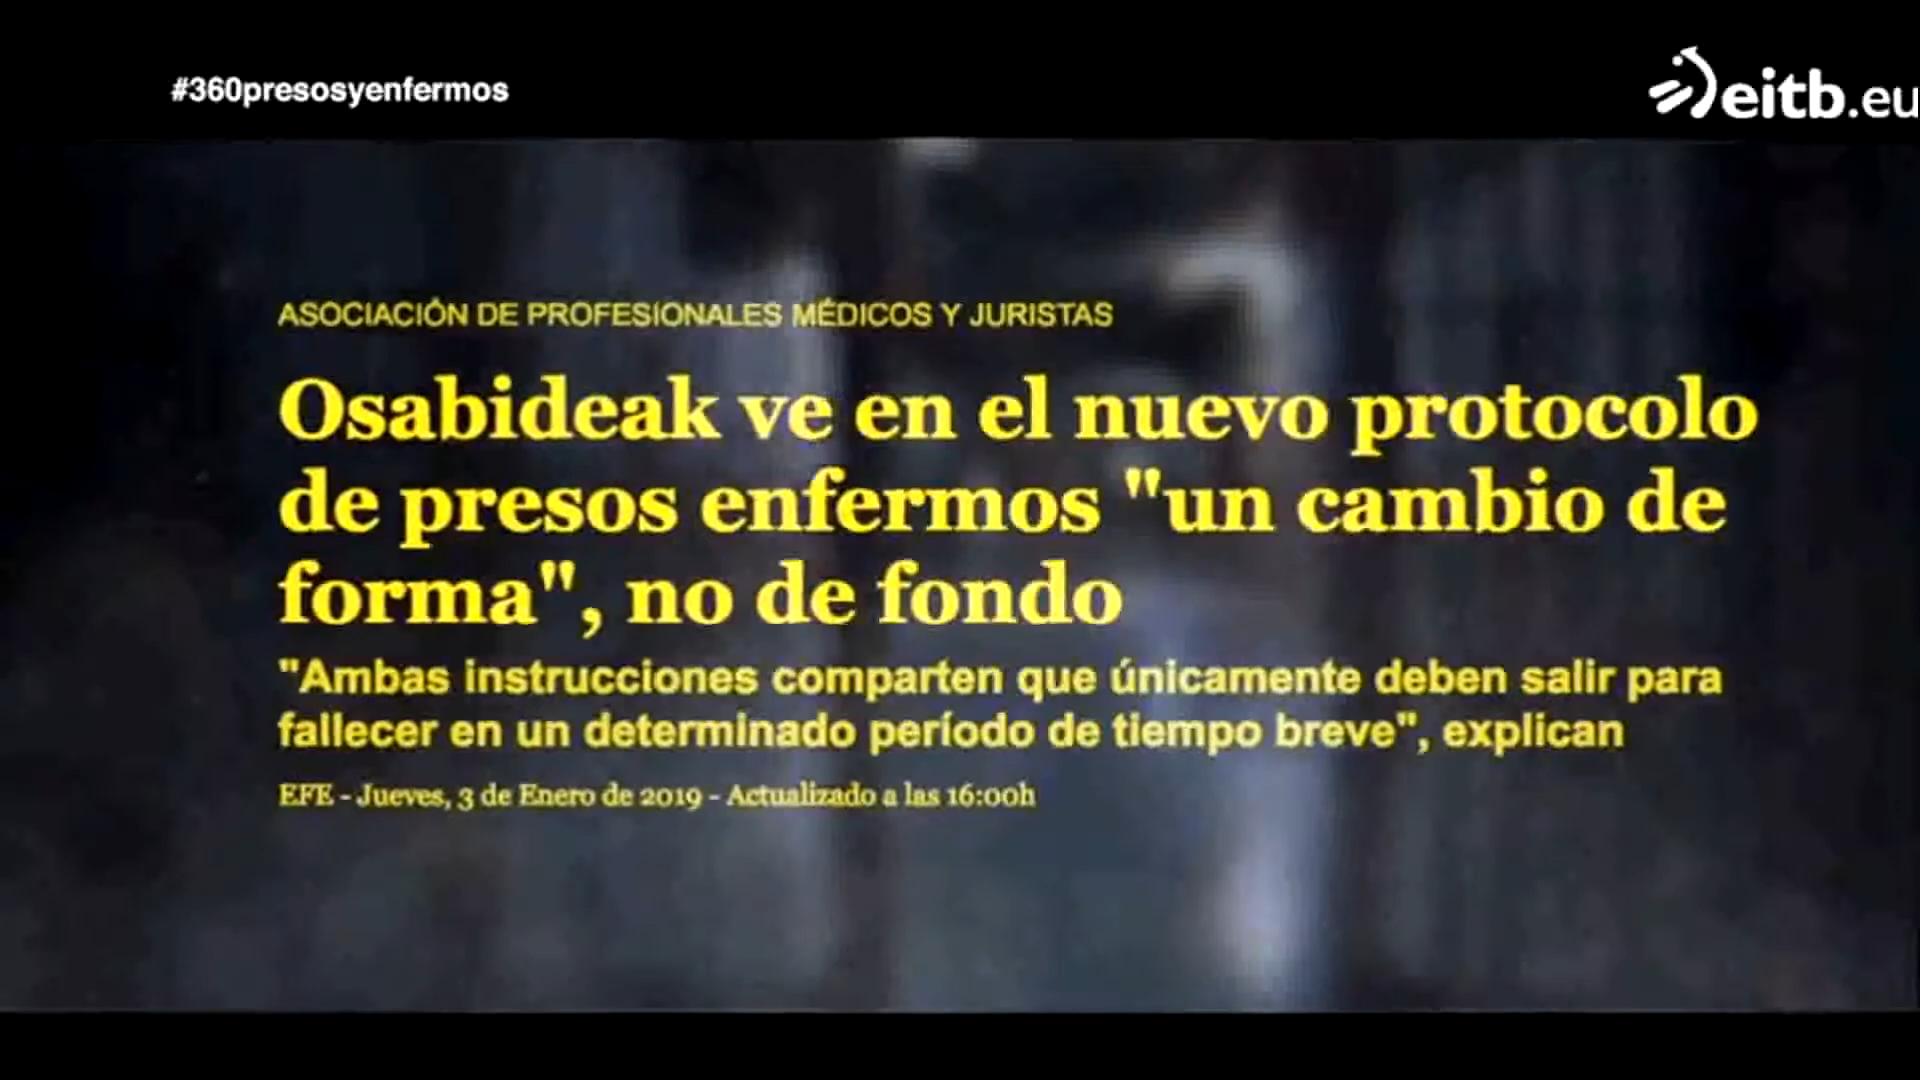 #360presosyenfermos
eitb.eu
ASOCIACIÓN DE PROFESIONALES MÉDICOS Y JURISTAS
Osabideak ve en el nuevo protocolo
de presos enfermos "un cambio de
forma", no de fondo
"Ambas instrucciones comparten que únicamente deben salir para
fallecer en un determinado período de tiempo breve", explican
EFE - Jueves, 3 de Enero de 2019 - Actualizado a las 16:00h